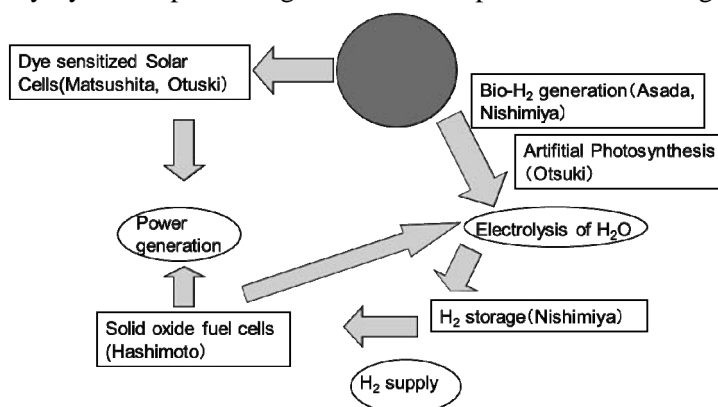 Dye sensitized Solar
Cells(Matsushita, Otuski)
Bio-H₂ generation(Asada,
Nishimiya)
Artifitial Photosynthesis
(Otsuki)
Power
generation
Electrolysis of H₂O
Solid oxide fuel cells
(Hashimoto)
H₂ storage(Nishimiya)
H₂ supply